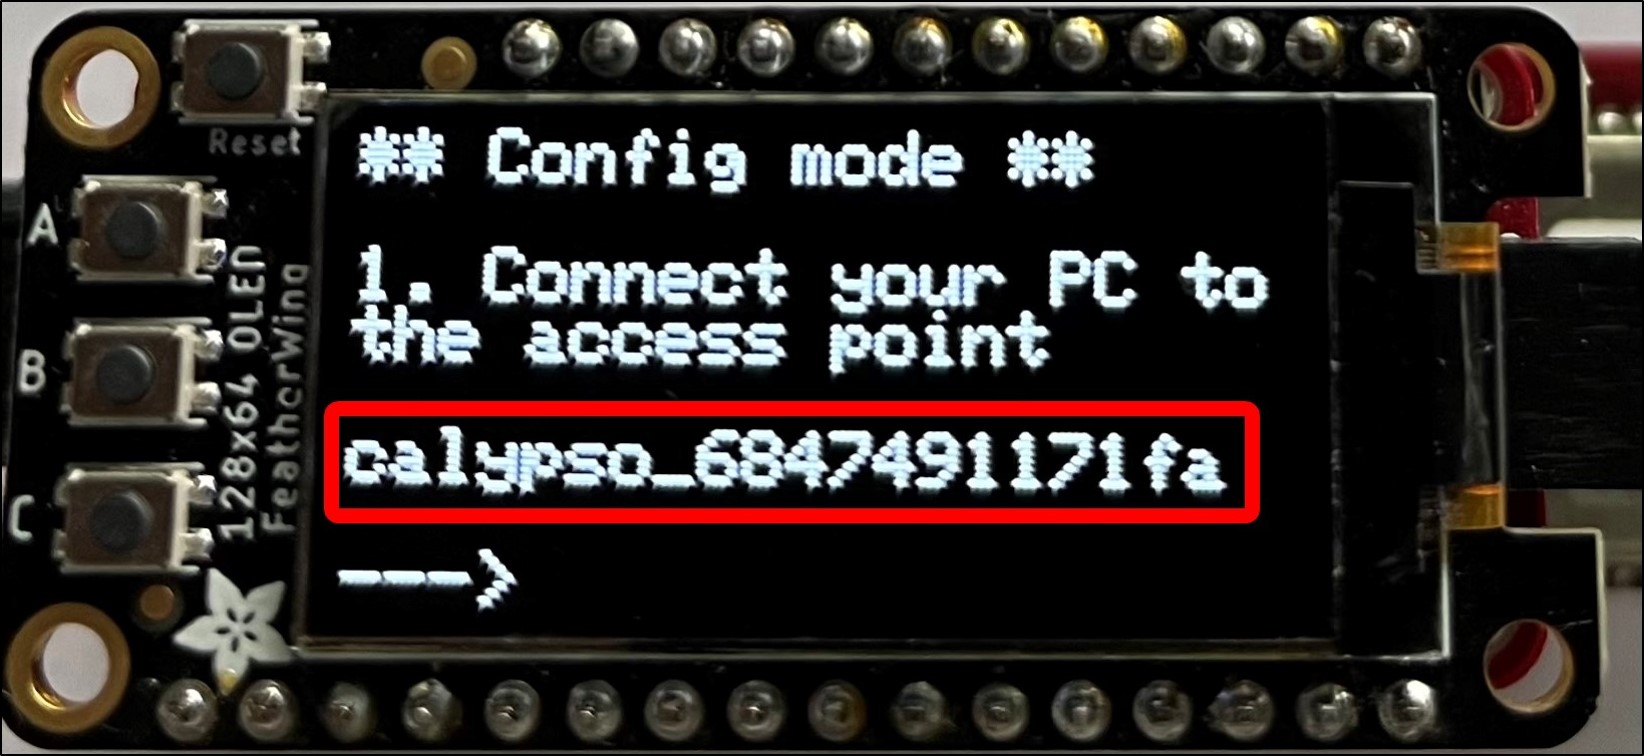 Reset
A
B
C
128x64 OLED
FeatherWing
** Config mode **
1. Connect your PC to
the access point
calypso_6847491171fa
--->